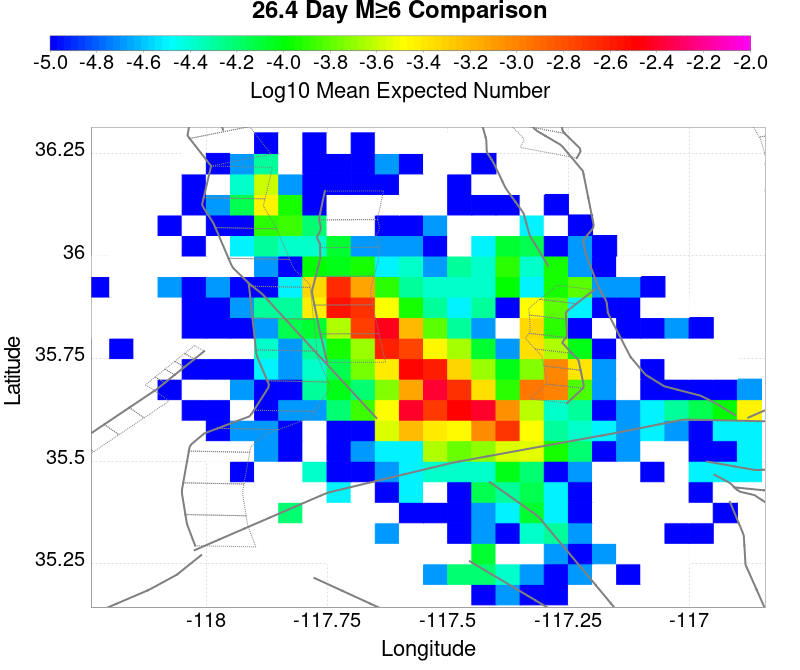 26.4 Day M≥6 Comparison
-5.0 -4.8 -4.6 -4.4 -4.2 -4.0 -3.8 -3.6 -3.4 -3.2 -3.0 -2.8 -2.6 -2.4 -2.2 -2.0
Log10 Mean Expected Number
36.25
36
35.75
35.5
35.25
Latitude
-118 -117.75 -117.5 -117.25 -117
Longitude